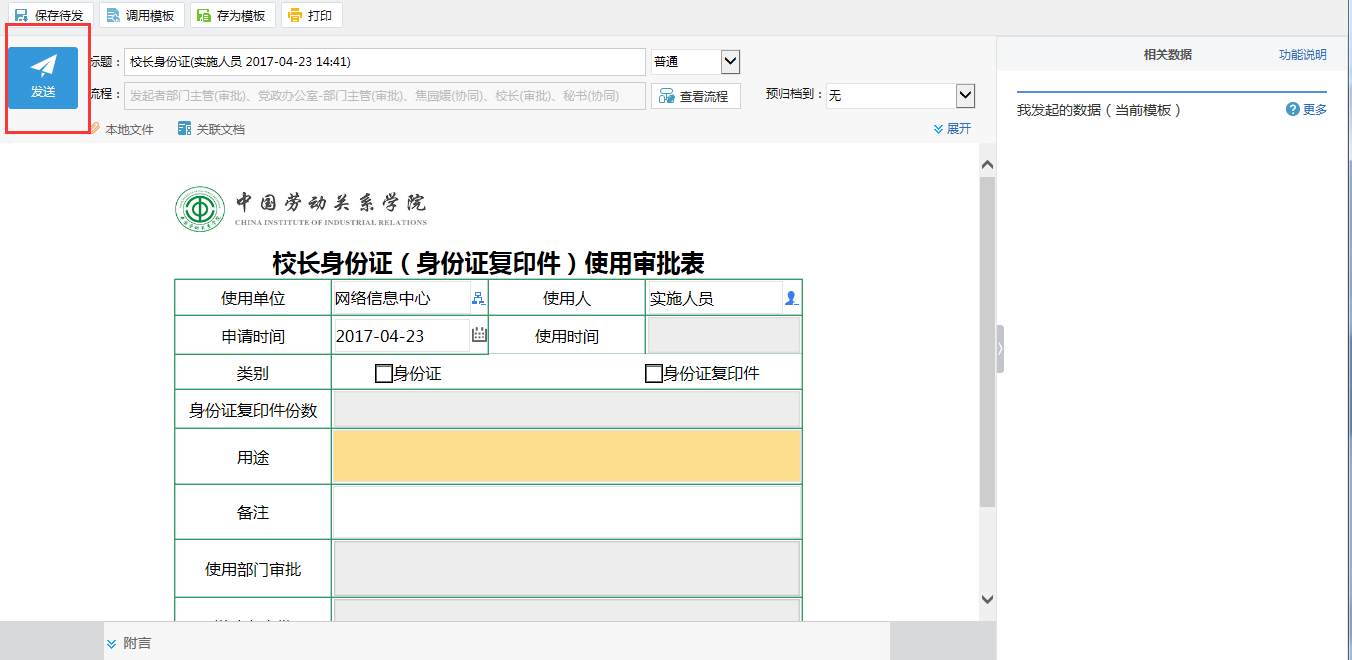 保存待发 调用模板 存为模板 打印
发送
标题： 校长身份证(实施人员 2017-04-23 14:41) 普通
流程： 发起者部门主管(审批)、党政办公室-部门主管(审批)、焦园媛(协同)、校长(审批)、秘书(协同) 查看流程 预归档到： 无
本地文件 关联文档 展开
相关数据 功能说明
我发起的数据（当前模板） 更多
中国劳动关系学院
CHINA INSTITUTE OF INDUSTRIAL RELATIONS
校长身份证（身份证复印件）使用审批表
使用单位 网络信息中心 使用人 实施人员
申请时间 2017-04-23 使用时间
类别 身份证 身份证复印件
身份证复印件份数
用途
备注
使用部门审批
附言